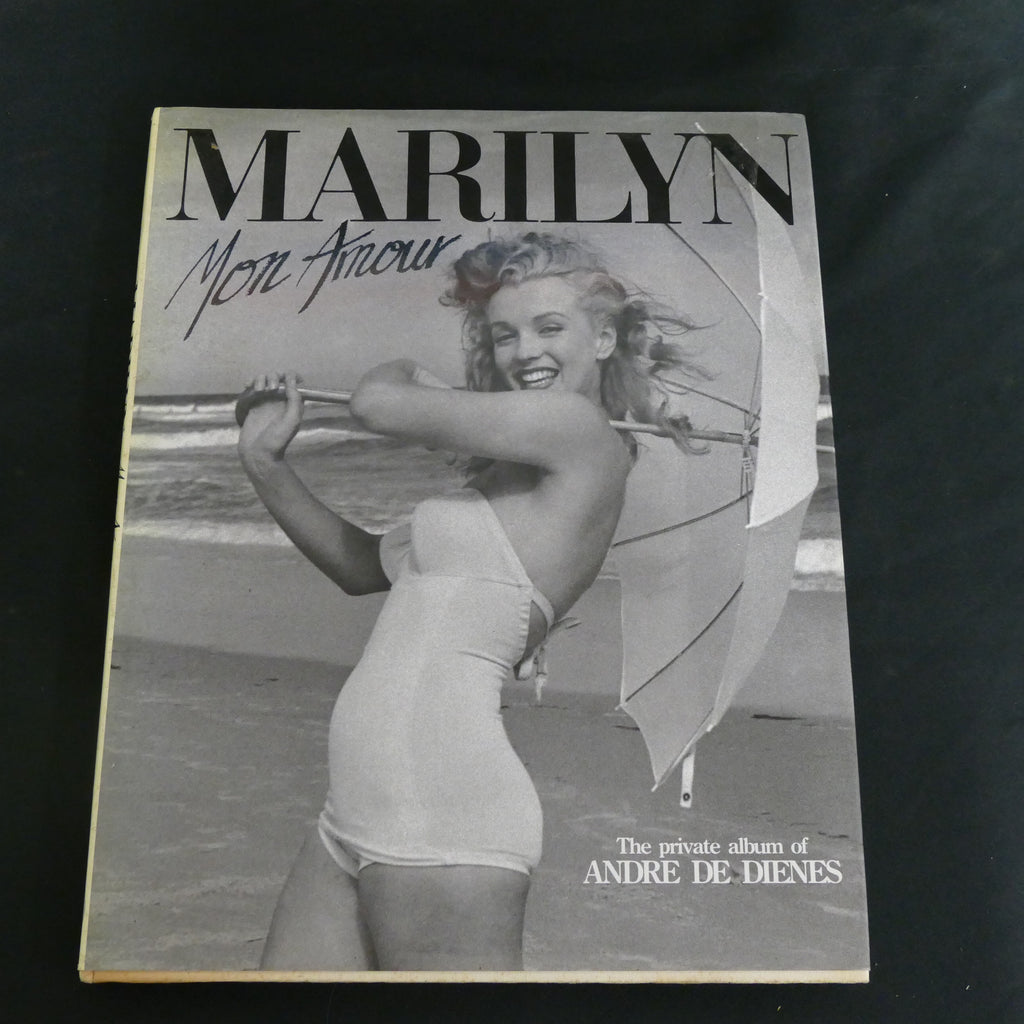 MARILYN
Mon Amour
The private album of
ANDRE DE DIENES